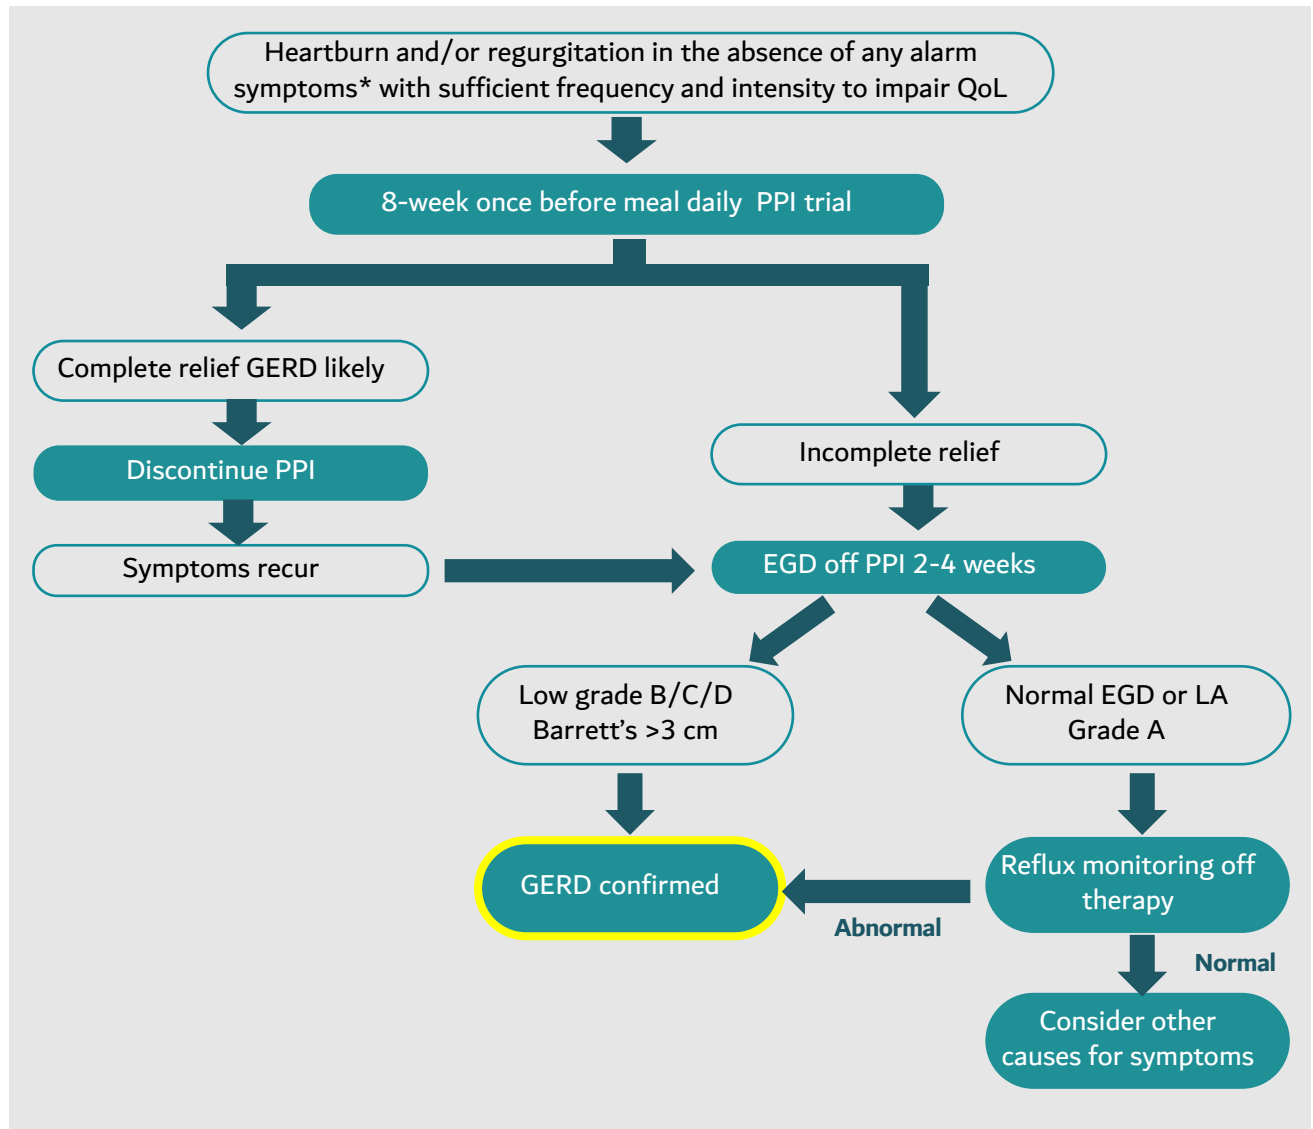 Heartburn and/or regurgitation in the absence of any alarm
symptoms* with sufficient frequency and intensity to impair QoL
8-week once before meal daily PPI trial
Complete relief GERD likely
Discontinue PPI
Symptoms recur
Incomplete relief
EGD off PPI 2-4 weeks
Low grade B/C/D
Barrett’s >3 cm
Normal EGD or LA
Grade A
GERD confirmed
Abnormal
Reflux monitoring off
therapy
Normal
Consider other
causes for symptoms